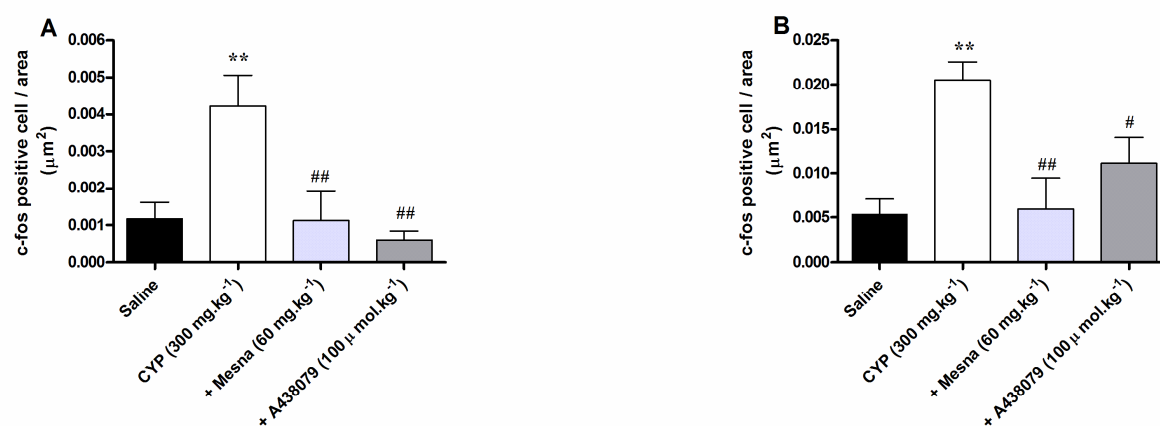 A
c-fos positive cell / area
(μm²)
0.006
0.005
0.004
0.003
0.002
0.001
0.000
**
##
##
Saline
CYP (300 mg.kg⁻¹)
+ Mesna (60 mg.kg⁻¹)
+ A438079 (100 μ mol.kg⁻¹)
B
c-fos positive cell / area
(μm²)
0.025
0.020
0.015
0.010
0.005
0.000
**
##
#
Saline
CYP (300 mg.kg⁻¹)
+ Mesna (60 mg.kg⁻¹)
+ A438079 (100 μ mol.kg⁻¹)